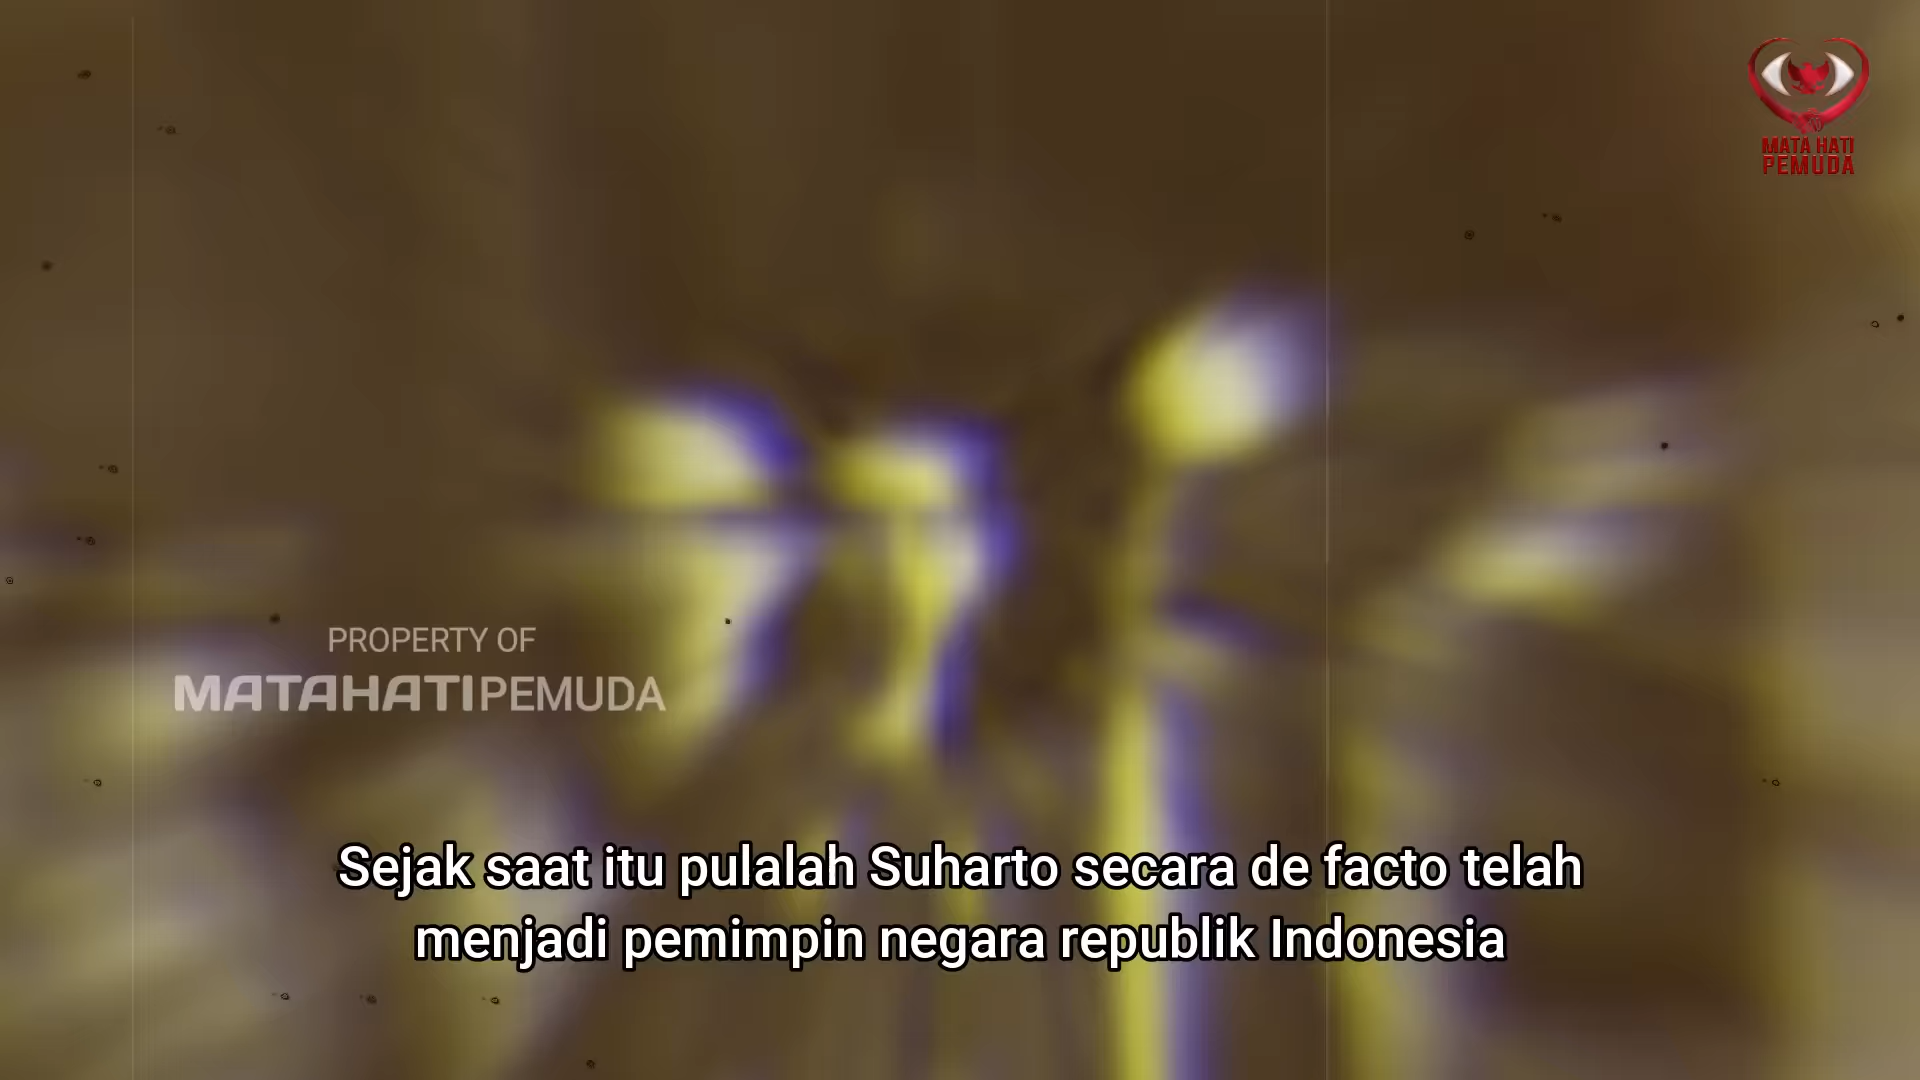 MATA HATI
PEMUDA
PROPERTY OF
MATAHATIPEMUDA
Sejak saat itu pulalah Suharto secara de facto telah
menjadi pemimpin negara republik Indonesia